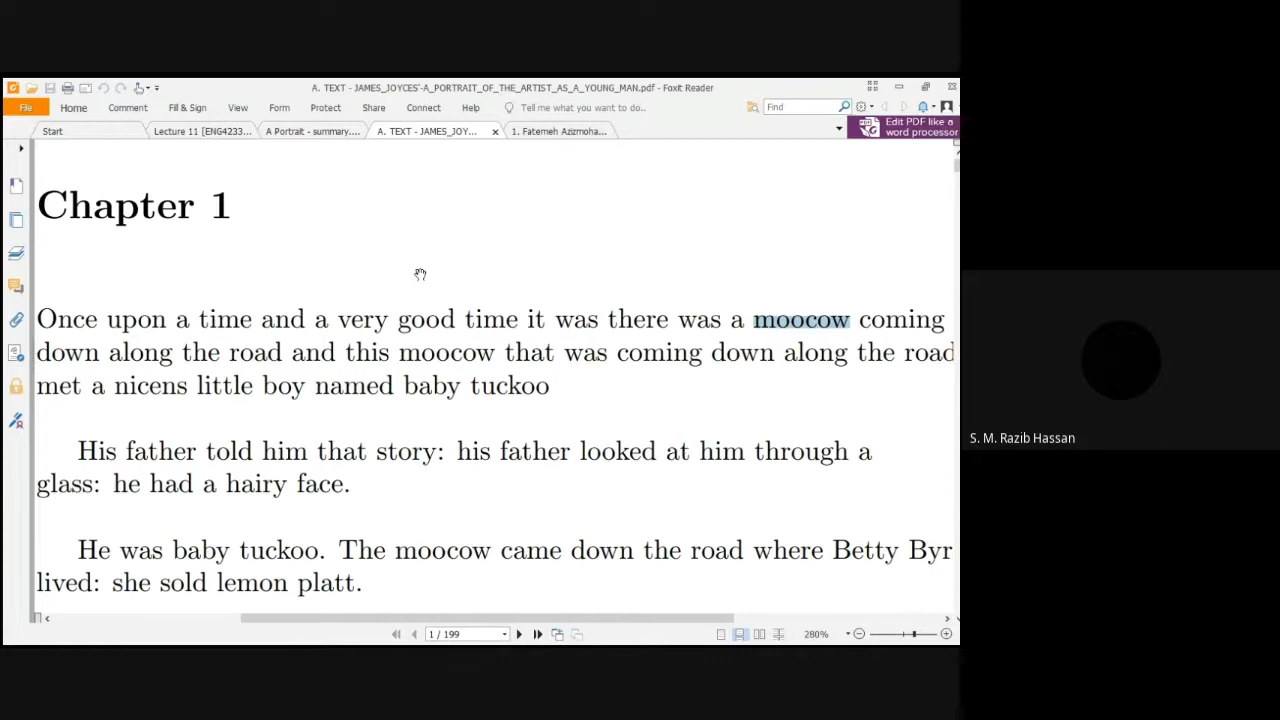 A. TEXT - JAMES_JOYCES'-A_PORTRAIT_OF_THE_ARTIST_AS_A_YOUNG_MAN.pdf - Foxit Reader
File Home Comment Fill & Sign View Form Protect Share Connect Help Tell me what you want to do.. Find
Start Lecture 11 [ENG4233... A Portrait - summary.... A. TEXT - JAMES_JOY... 1. Fatemeh Azizmoha...
Edit PDF like a
word processor
Chapter 1
Once upon a time and a very good time it was there was a moocow coming
down along the road and this moocow that was coming down along the road
met a nicens little boy named baby tuckoo
His father told him that story: his father looked at him through a
glass: he had a hairy face.
He was baby tuckoo. The moocow came down the road where Betty Byr
lived: she sold lemon platt.
1 / 199
280%
S. M. Razib Hassan